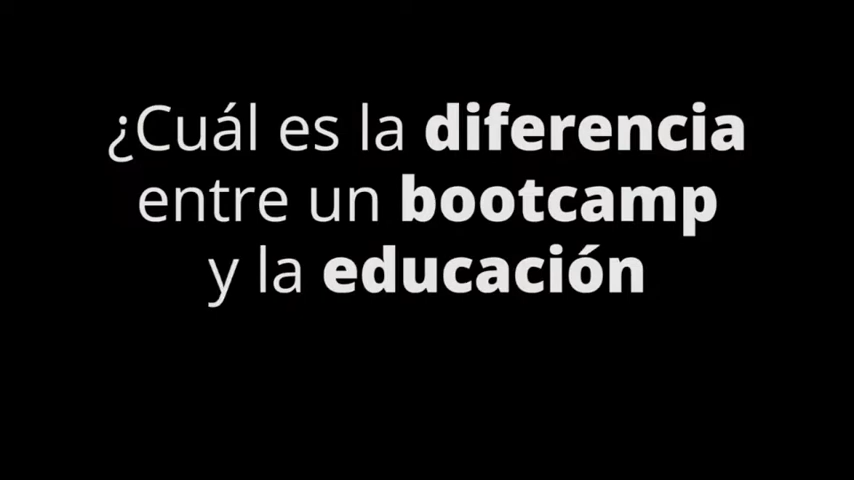 ¿Cuál es la diferencia
entre un bootcamp
y la educación